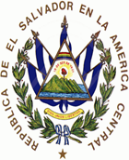 REPUBLICA DE EL SALVADOR EN LA AMERICA CENTRAL